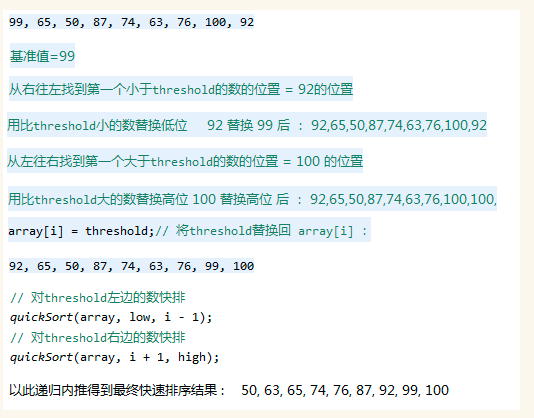 99, 65, 50, 87, 74, 63, 76, 100, 92
基准值=99
从右往左找到第一个小于threshold的数的位置 = 92的位置
用比threshold小的数替换低位 92 替换 99 后 : 92,65,50,87,74,63,76,100,92
从左往右找到第一个大于threshold的数的位置 = 100 的位置
用比threshold大的数替换高位 100 替换高位 后 : 92,65,50,87,74,63,76,100,100,
array[i] = threshold;// 将threshold替换回 array[i] :
92, 65, 50, 87, 74, 63, 76, 99, 100
// 对threshold左边的数快排
quickSort(array, low, i - 1);
// 对threshold右边的数快排
quickSort(array, i + 1, high);
以此递归内推得到最终快速排序结果： 50, 63, 65, 74, 76, 87, 92, 99, 100